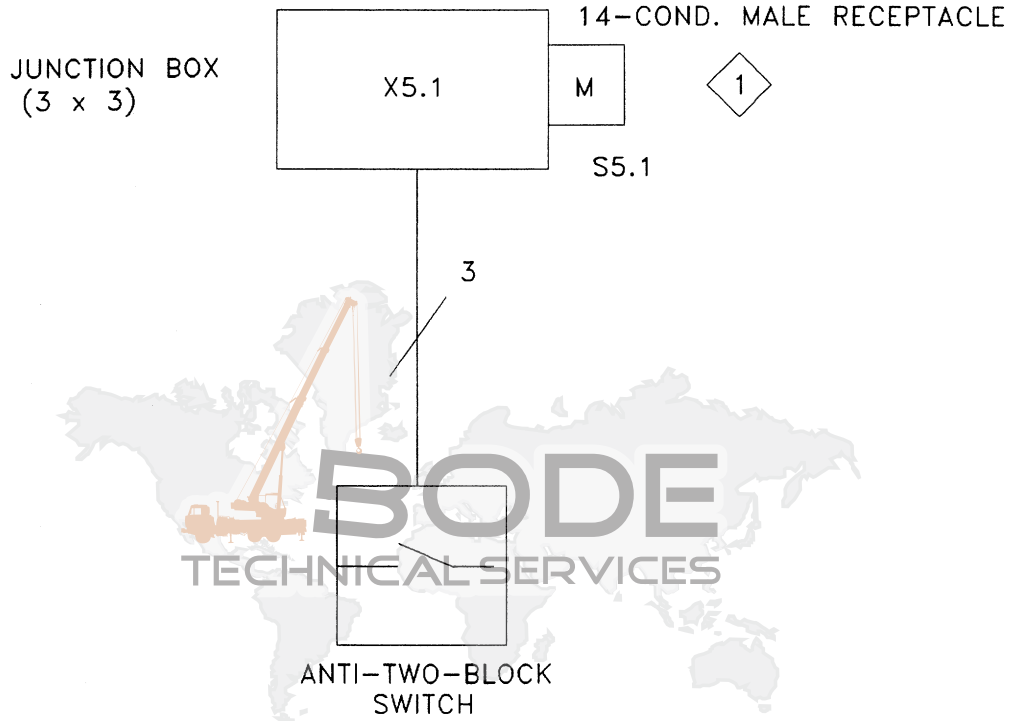 14-COND. MALE RECEPTACLE
JUNCTION BOX
(3 x 3)
X5.1
M
1
S5.1
3
BODE
TECHNICAL SERVICES
ANTI-TWO-BLOCK
SWITCH